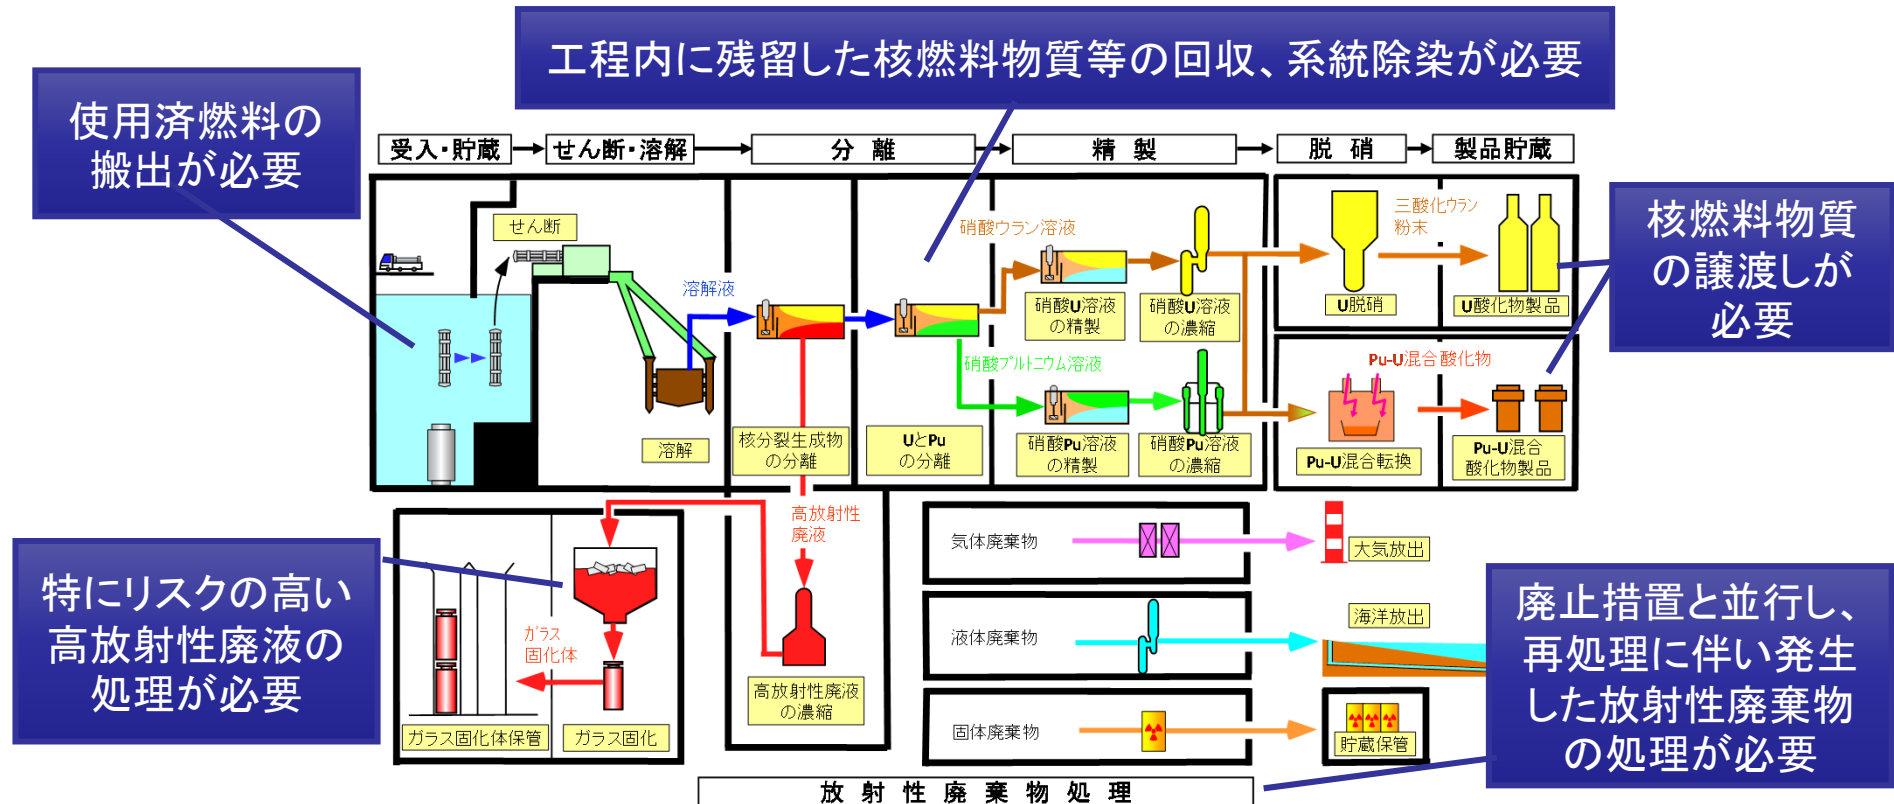 工程内に残留した核燃料物質等の回収、系統除染が必要
使用済燃料の
搬出が必要
受入・貯蔵
せん断・溶解
分離
精製
脱硝
製品貯蔵
核燃料物質
の譲渡しが
必要
せん断
溶解液
溶解
核分裂生成物
の分離
UとPu
の分離
硝酸ウラン溶液
硝酸U溶液
の精製
硝酸U溶液
の濃縮
硝酸プルトニウム溶液
硝酸Pu溶液
の精製
硝酸Pu溶液
の濃縮
三酸化ウラン
粉末
U脱硝
U酸化物製品
Pu-U混合酸化物
Pu-U混合転換
Pu-U混合
酸化物製品
特にリスクの高い
高放射性廃液の
処理が必要
ガラス
固化体
ガラス固化体保管
ガラス固化
高放射性
廃液
高放射性廃液
の濃縮
気体廃棄物
大気放出
液体廃棄物
海洋放出
固体廃棄物
貯蔵保管
廃止措置と並行し、
再処理に伴い発生
した放射性廃棄物
の処理が必要
放射性廃棄物処理